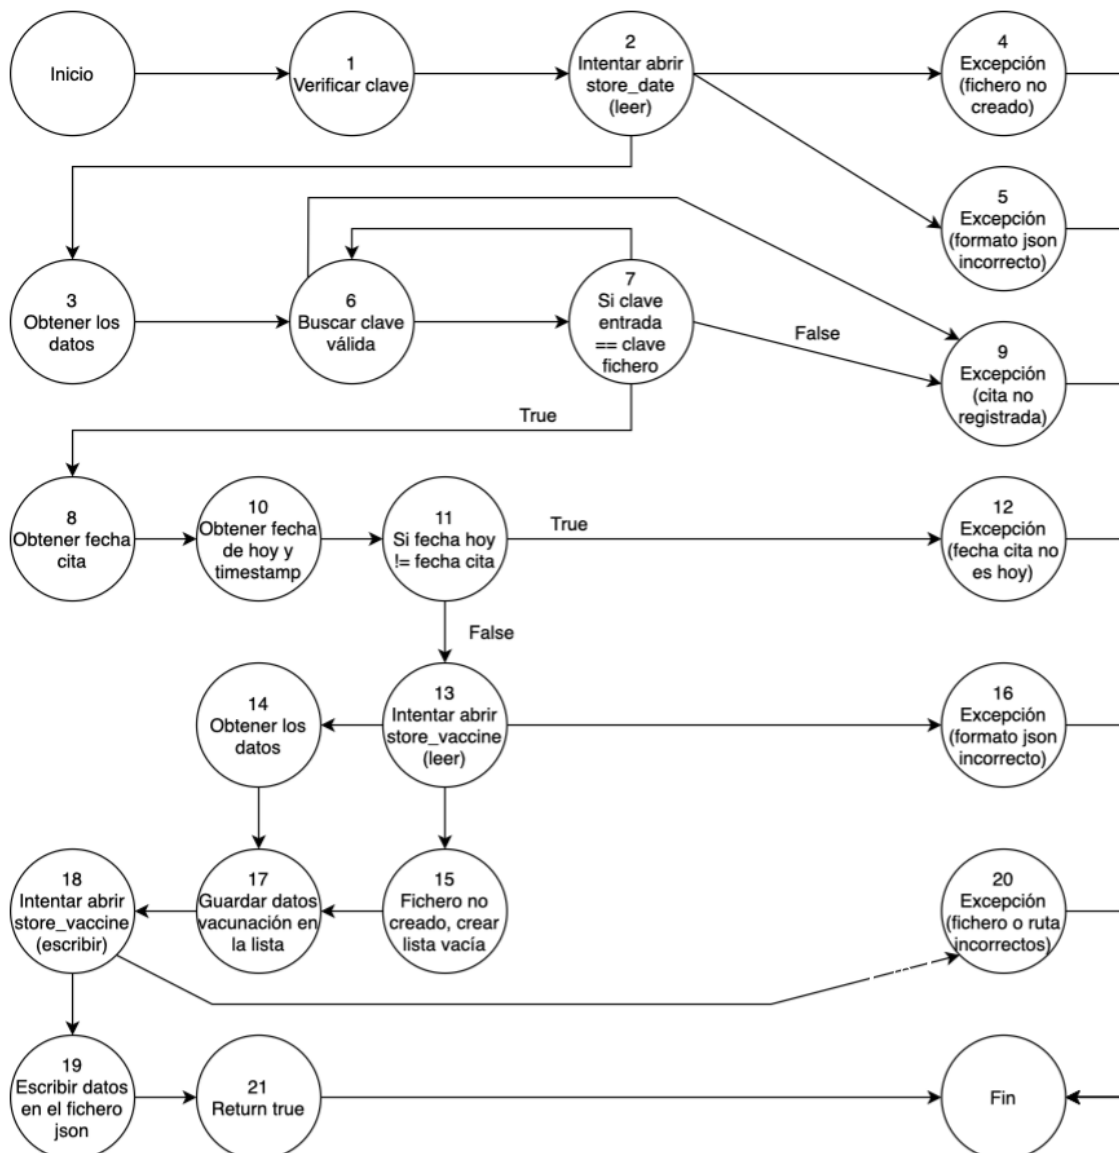 Inicio
1
Verificar clave
2
Intentar abrir
store_date
(leer)
4
Excepción
(fichero no
creado)
5
Excepción
(formato json
incorrecto)
3
Obtener los
datos
6
Buscar clave
válida
7
Si clave
entrada
== clave
fichero
False
9
Excepción
(cita no
registrada)
True
8
Obtener fecha
cita
10
Obtener fecha
de hoy y
timestamp
11
Si fecha hoy
!= fecha cita
True
12
Excepción
(fecha cita no
es hoy)
False
14
Obtener los
datos
13
Intentar abrir
store_vaccine
(leer)
16
Excepción
(formato json
incorrecto)
18
Intentar abrir
store_vaccine
(escribir)
17
Guardar datos
vacunación en
la lista
15
Fichero no
creado, crear
lista vacía
20
Excepción
(fichero o ruta
incorrectos)
19
Escribir datos
en el fichero
json
21
Return true
Fin